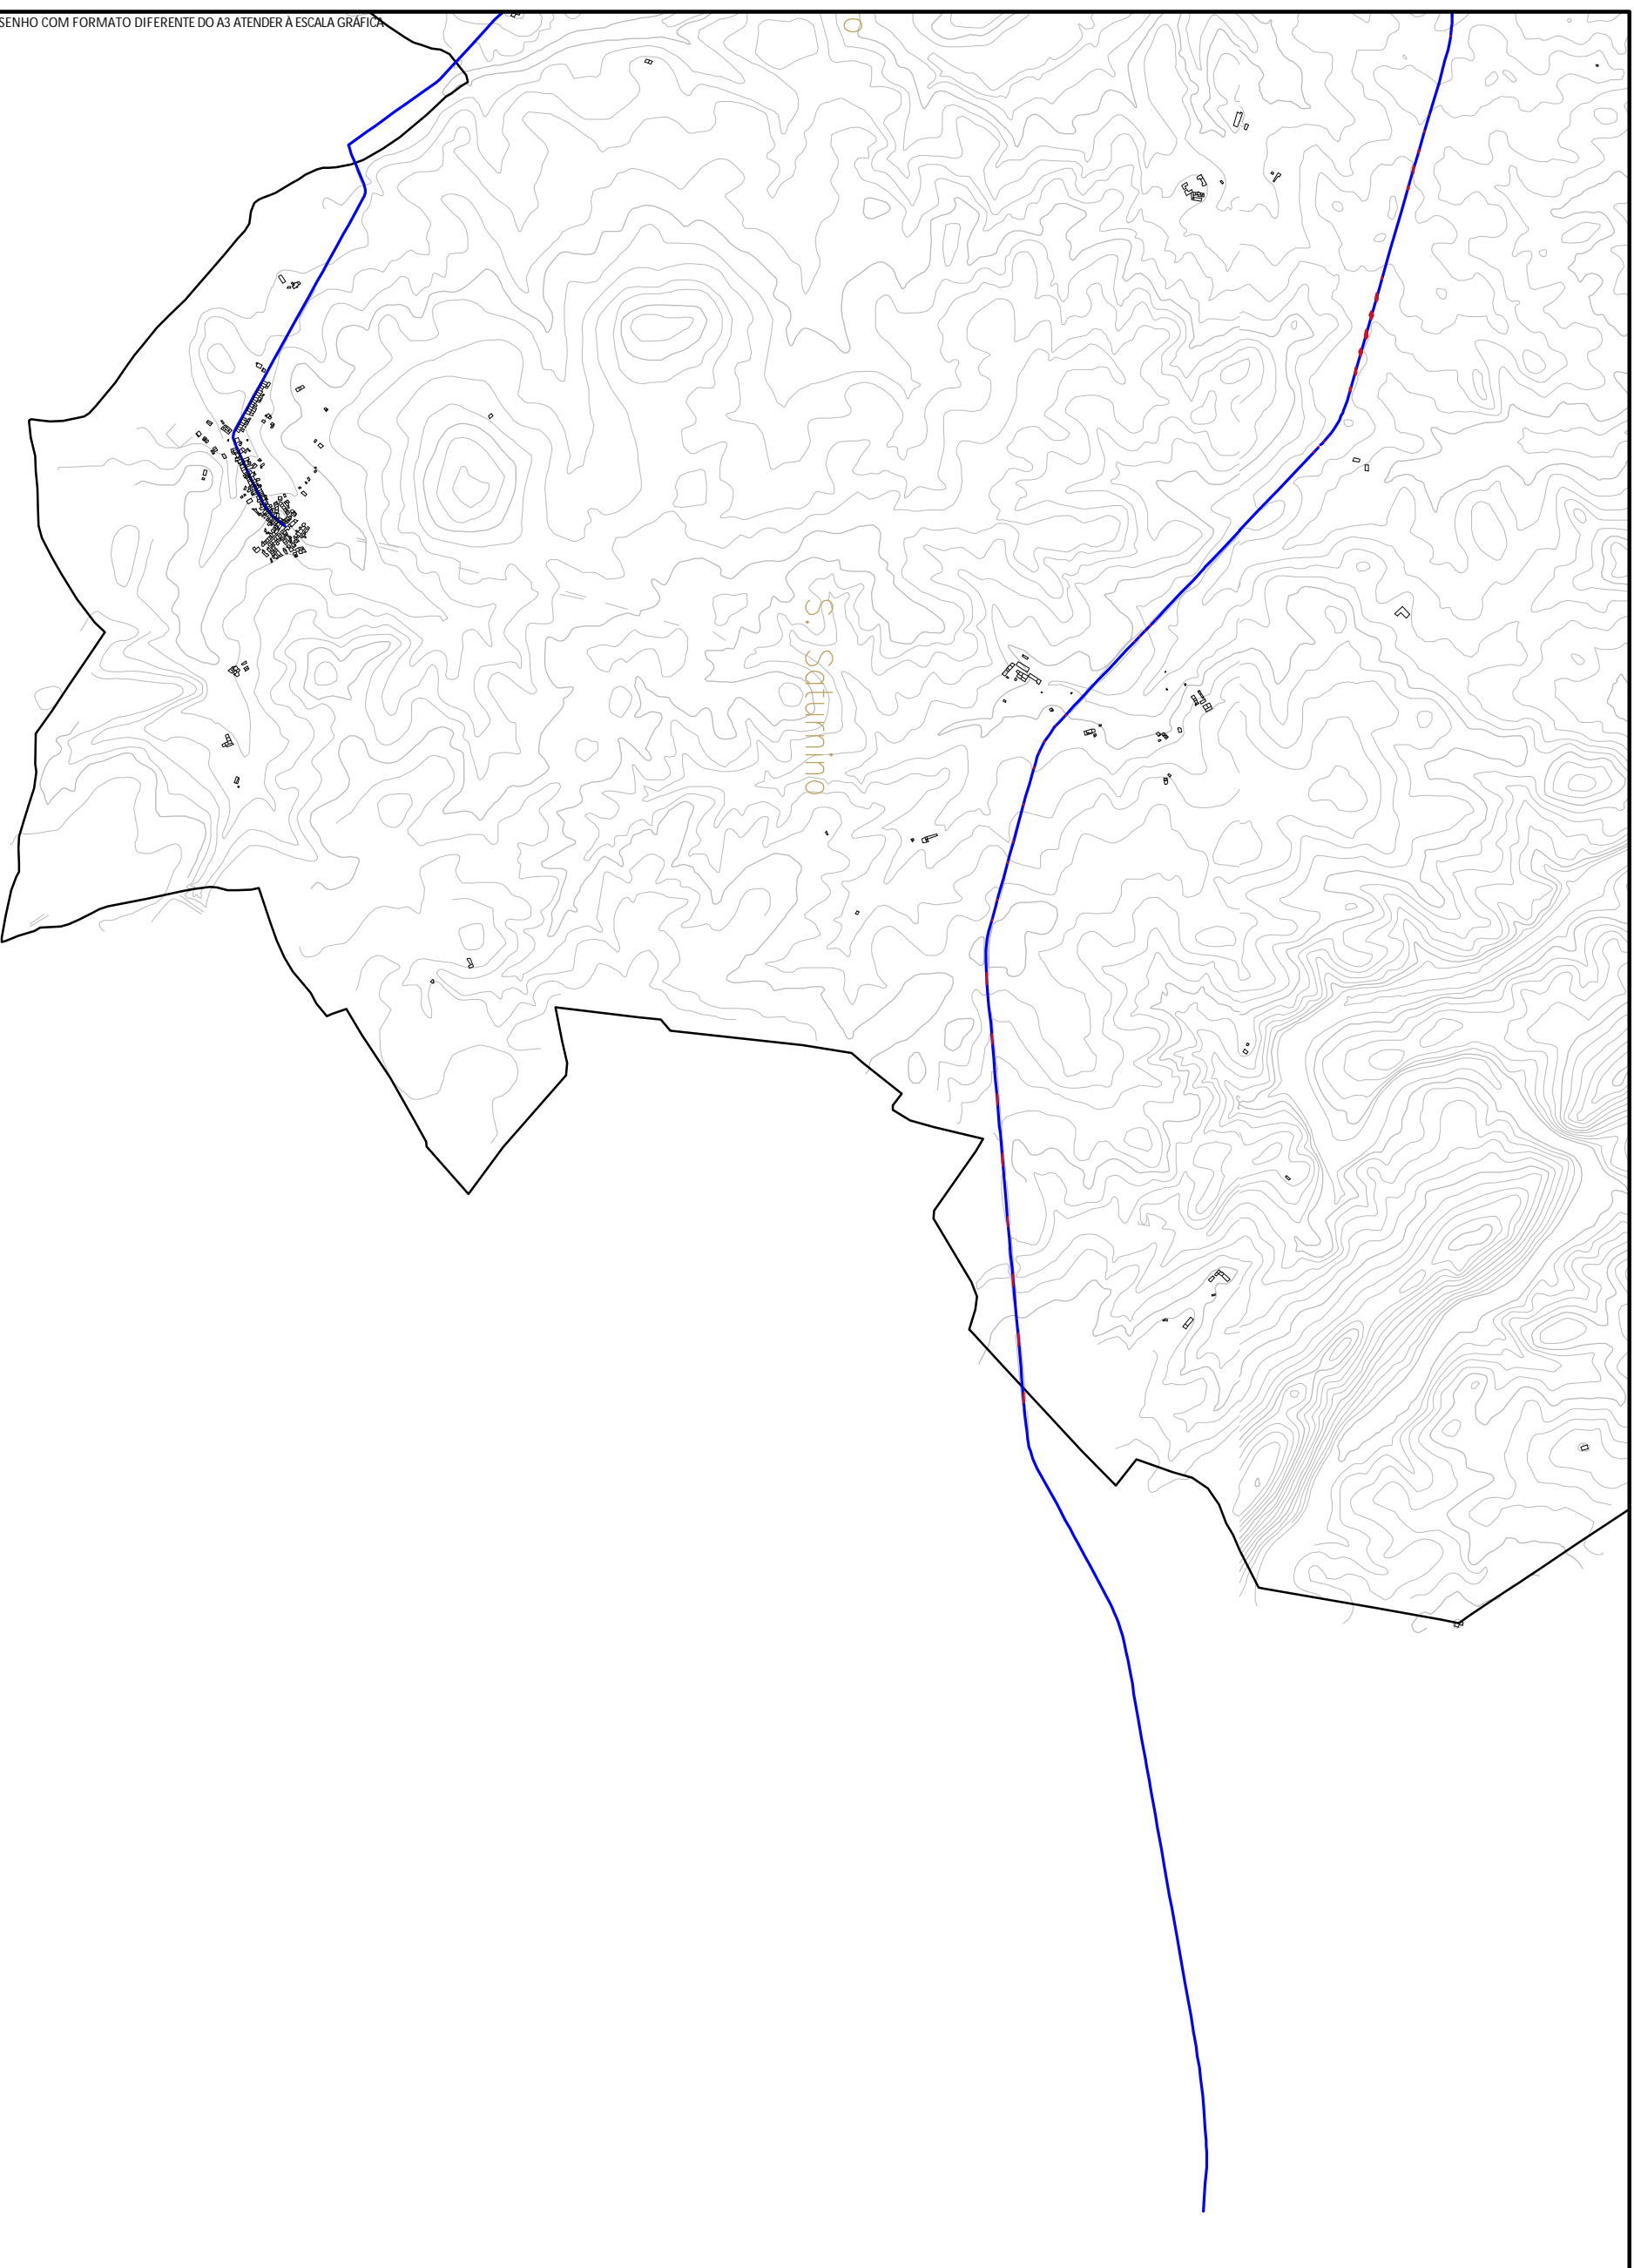 SENHO COM FORMATO DIFERENTE DO A3 ATENDER À ESCALA GRÁFICA
o
S. Saturnino